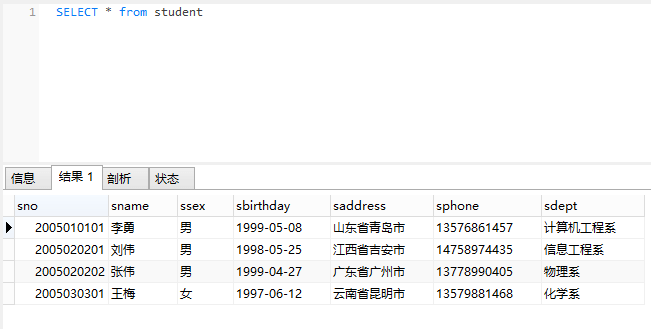 1 SELECT * from student
信息 结果 1 剖析 状态
sno sname ssex sbirthday saddress sphone sdept
2005010101 李勇 男 1999-05-08 山东省青岛市 13576861457 计算机工程系
2005020201 刘伟 男 1998-05-25 江西省吉安市 14758974435 信息工程系
2005020202 张伟 男 1999-04-27 广东省广州市 13778990405 物理系
2005030301 王梅 女 1997-06-12 云南省昆明市 13579881468 化学系